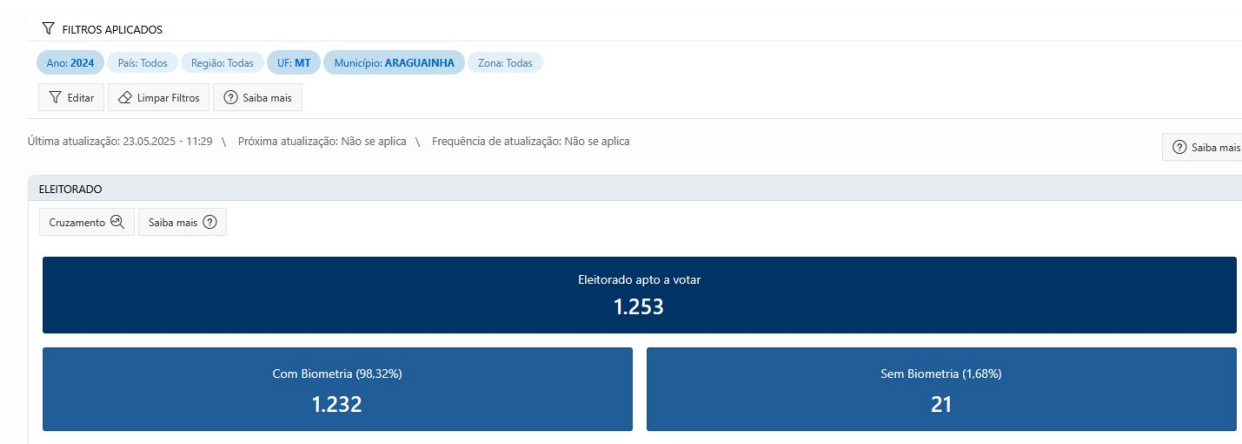 FILTROS APLICADOS
Ano: 2024 País: Todos Região: Todas UF: MT Município: ARAGUAINHA Zona: Todas
Editar Limpar Filtros Saiba mais
Última atualização: 23.05.2025 - 11:29 \ Próxima atualização: Não se aplica \ Frequência de atualização: Não se aplica
Saiba mais
ELEITORADO
Cruzamento Saiba mais
Eleitorado apto a votar
1.253
Com Biometria (98,32%)
1.232
Sem Biometria (1,68%)
21